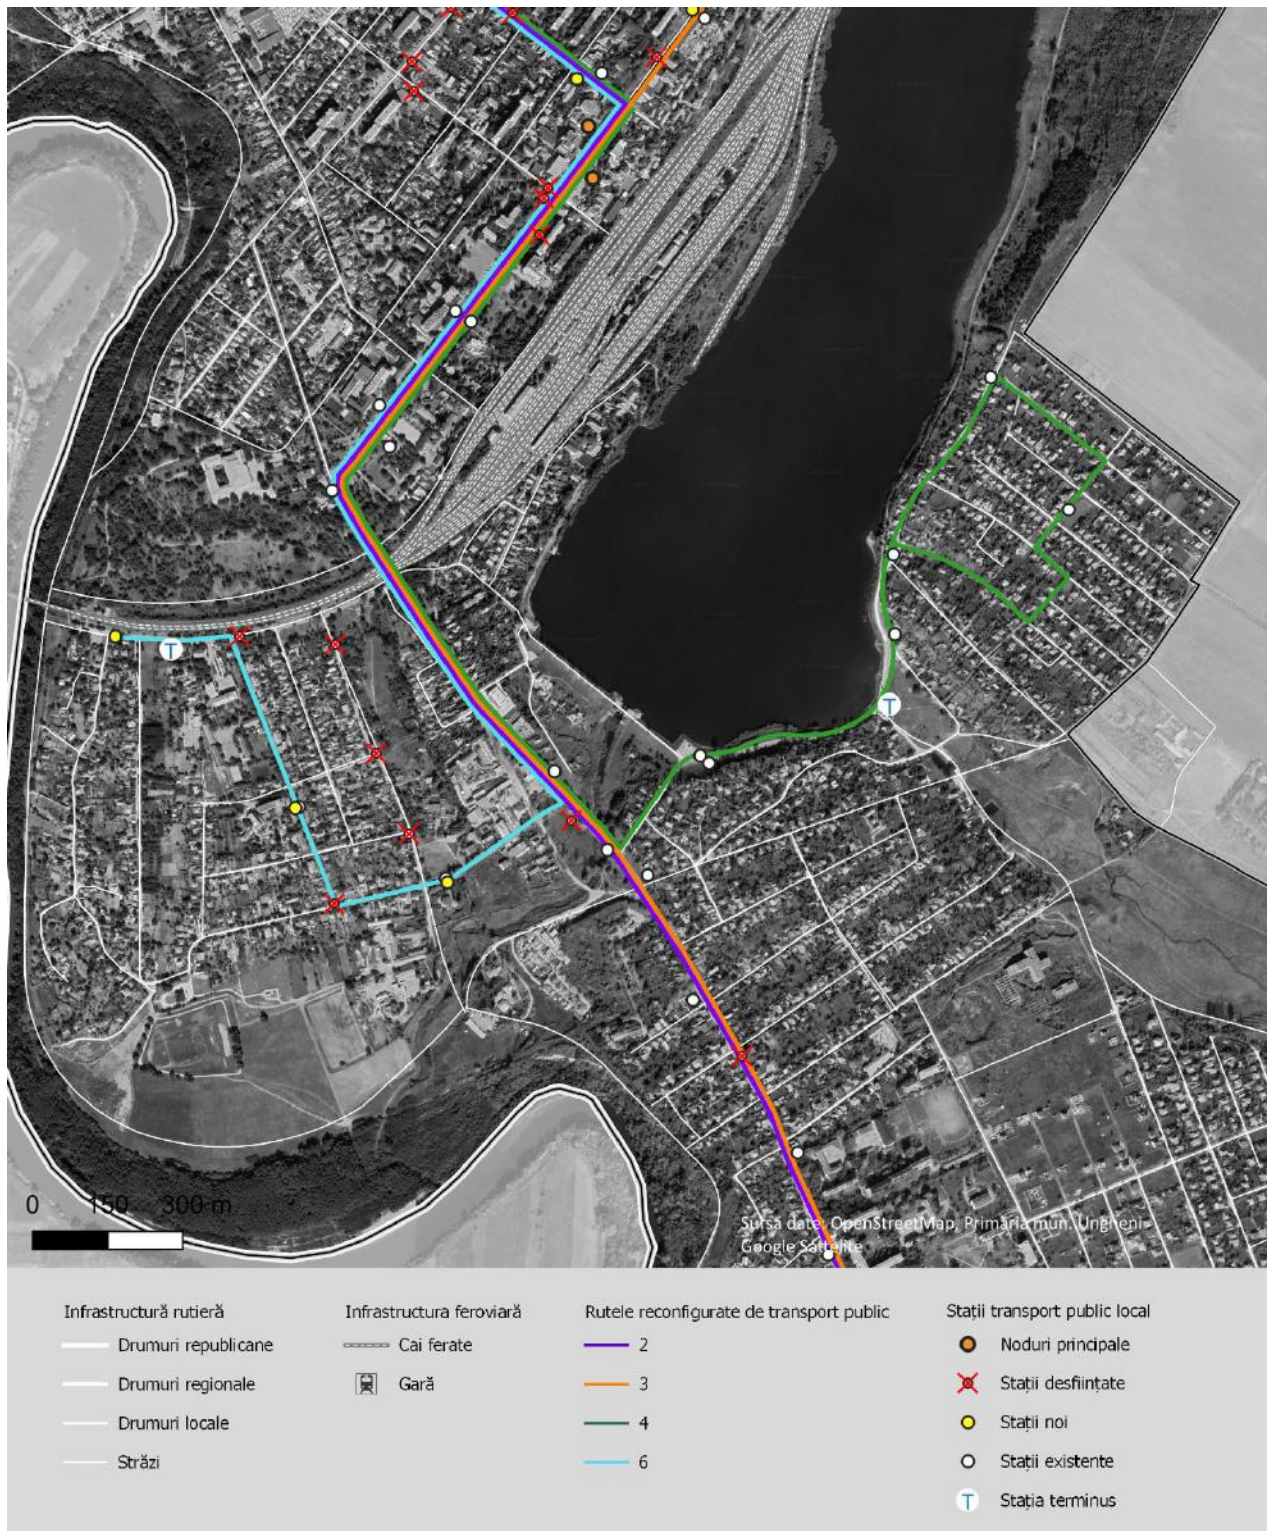 T
T
0 150 300 m
Sursă date: OpenStreetMap, Primăria mun. Ungheni
Google Sattelite
Infrastructură rutieră
Drumuri republicane
Drumuri regionale
Drumuri locale
Străzi
Infrastructura feroviară
Cai ferate
Gară
Rutele reconfigurate de transport public
2
3
4
6
Stații transport public local
Noduri principale
Stații desființate
Stații noi
Stații existente
T Stația terminus